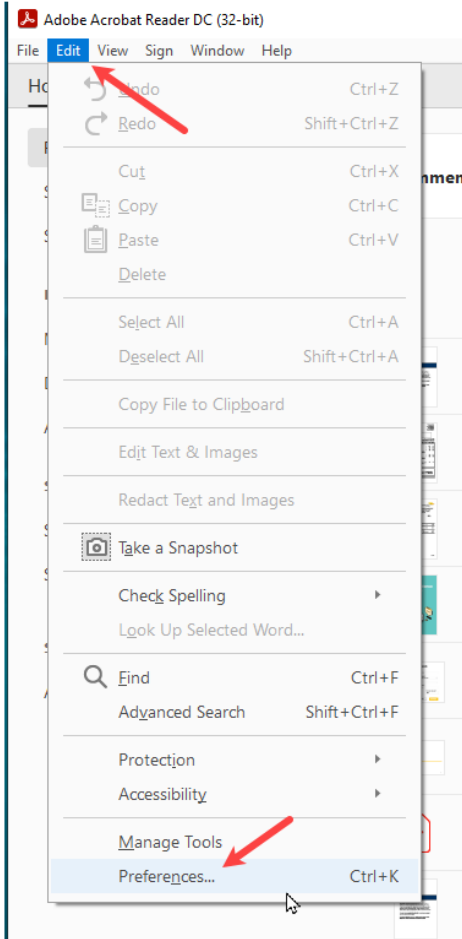 Adobe Acrobat Reader DC (32-bit)
File Edit View Sign Window Help
Undo Ctrl+Z
Redo Shift+Ctrl+Z
Cut Ctrl+X
Copy Ctrl+C
Paste Ctrl+V
Delete
Select All Ctrl+A
Deselect All Shift+Ctrl+A
Copy File to Clipboard
Edit Text & Images
Redact Text and Images
Take a Snapshot
Check Spelling
Look Up Selected Word...
Find Ctrl+F
Advanced Search Shift+Ctrl+F
Protection
Accessibility
Manage Tools
Preferences... Ctrl+K